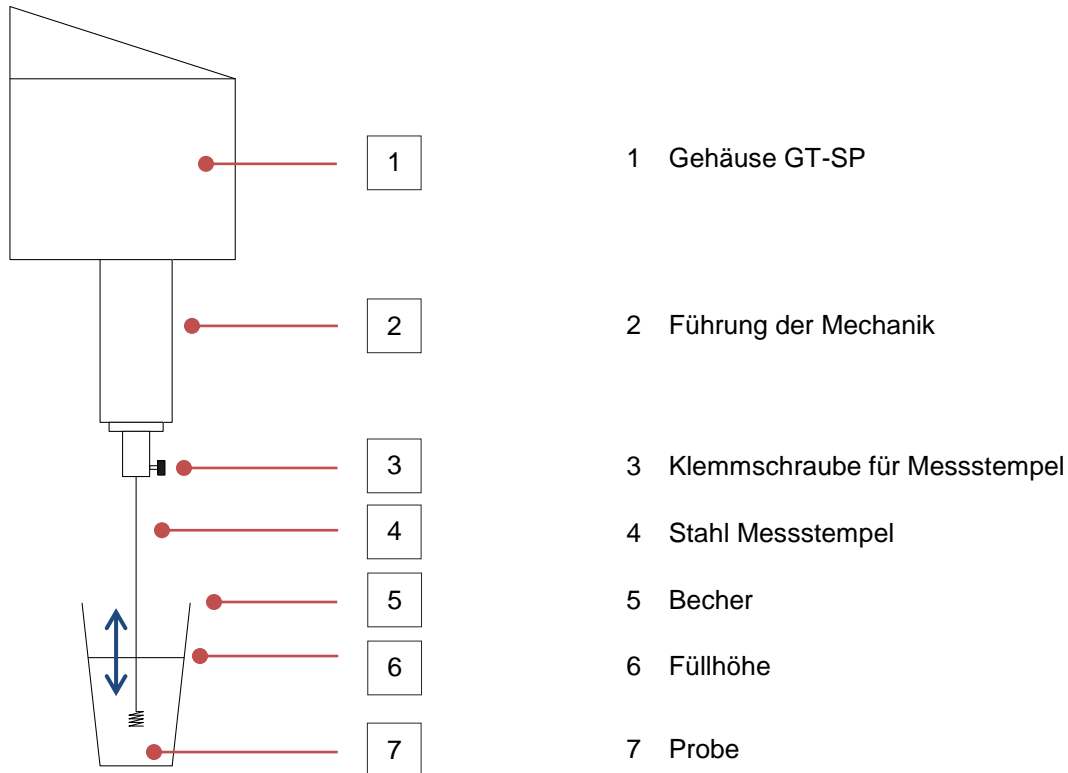 1 1 Gehäuse GT-SP
2 2 Führung der Mechanik
3 3 Klemmschraube für Messstempel
4 4 Stahl Messstempel
5 5 Becher
6 6 Füllhöhe
7 7 Probe